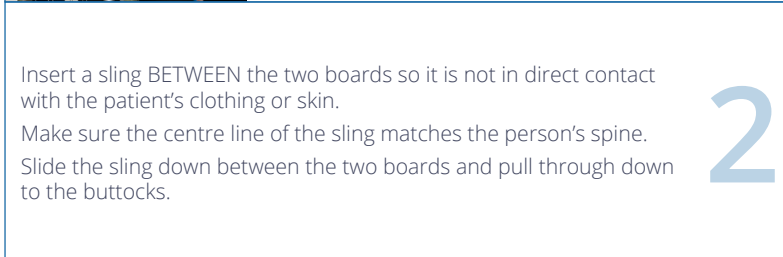 Insert a sling BETWEEN the two boards so it is not in direct contact
with the patient’s clothing or skin.
Make sure the centre line of the sling matches the person’s spine.
Slide the sling down between the two boards and pull through down
to the buttocks.
2